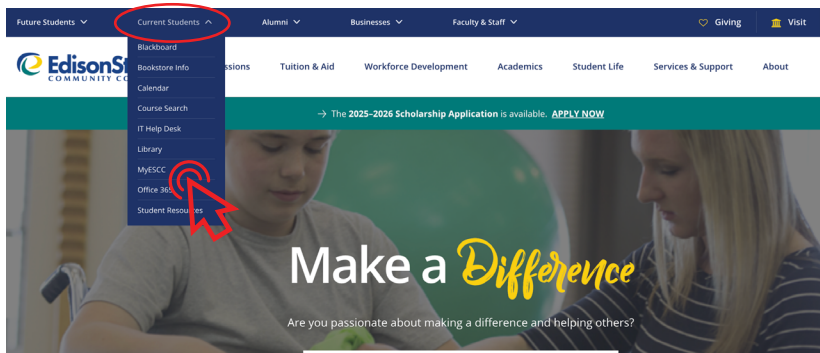 Future Students Current Students Alumni Businesses Faculty & Staff Giving Visit
Blackboard
Bookstore Info
Calendar
Course Search
IT Help Desk
Library
MyESCC
Office 365
Student Resources
EdisonSt
COMMUNITY CO
ssions Tuition & Aid Workforce Development Academics Student Life Services & Support About
→ The 2025–2026 Scholarship Application is available. APPLY NOW
Make a Difference
Are you passionate about making a difference and helping others?